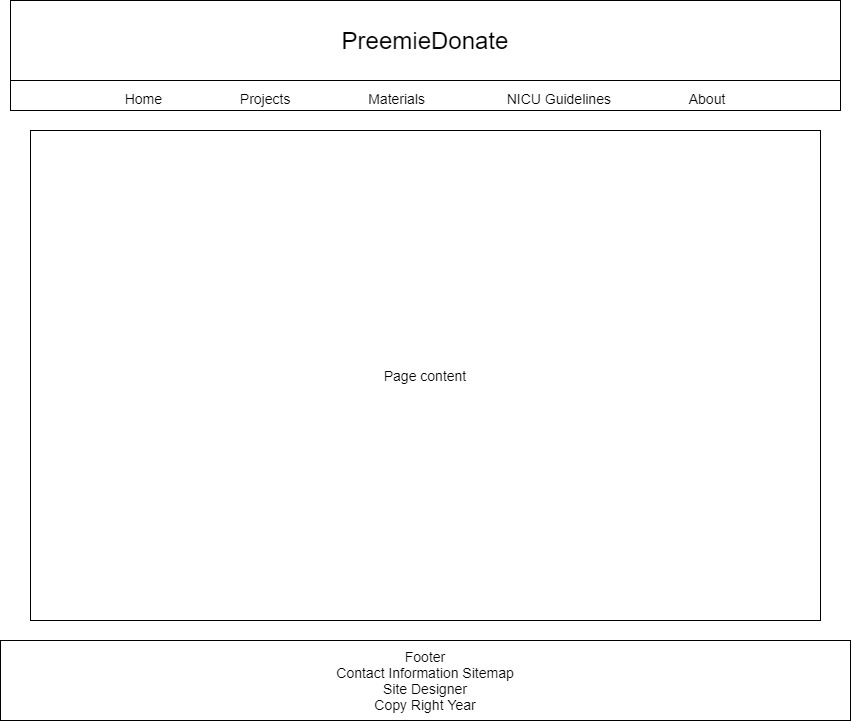 PreemieDonate
Home Projects Materials NICU Guidelines About
Page content
Footer
Contact Information Sitemap
Site Designer
Copy Right Year